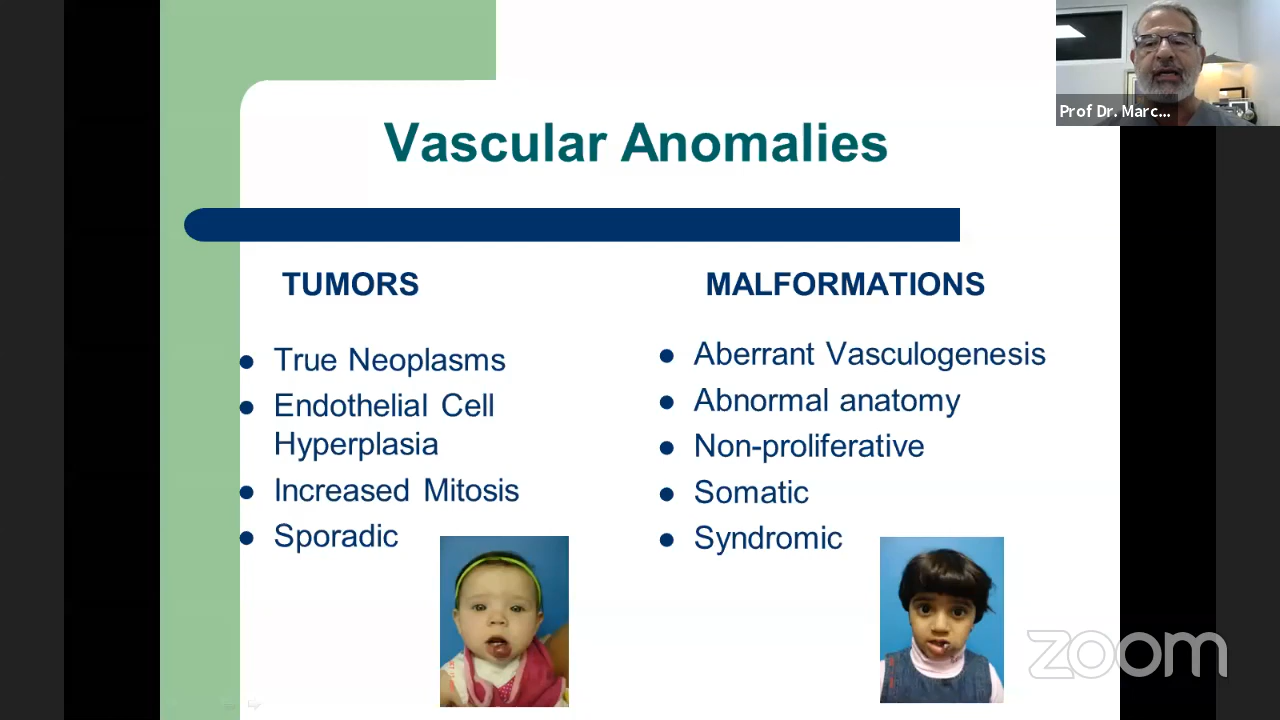 Prof Dr. Marc...
Vascular Anomalies
TUMORS
True Neoplasms
Endothelial Cell
Hyperplasia
Increased Mitosis
Sporadic
MALFORMATIONS
Aberrant Vasculogenesis
Abnormal anatomy
Non-proliferative
Somatic
Syndromic
zoom